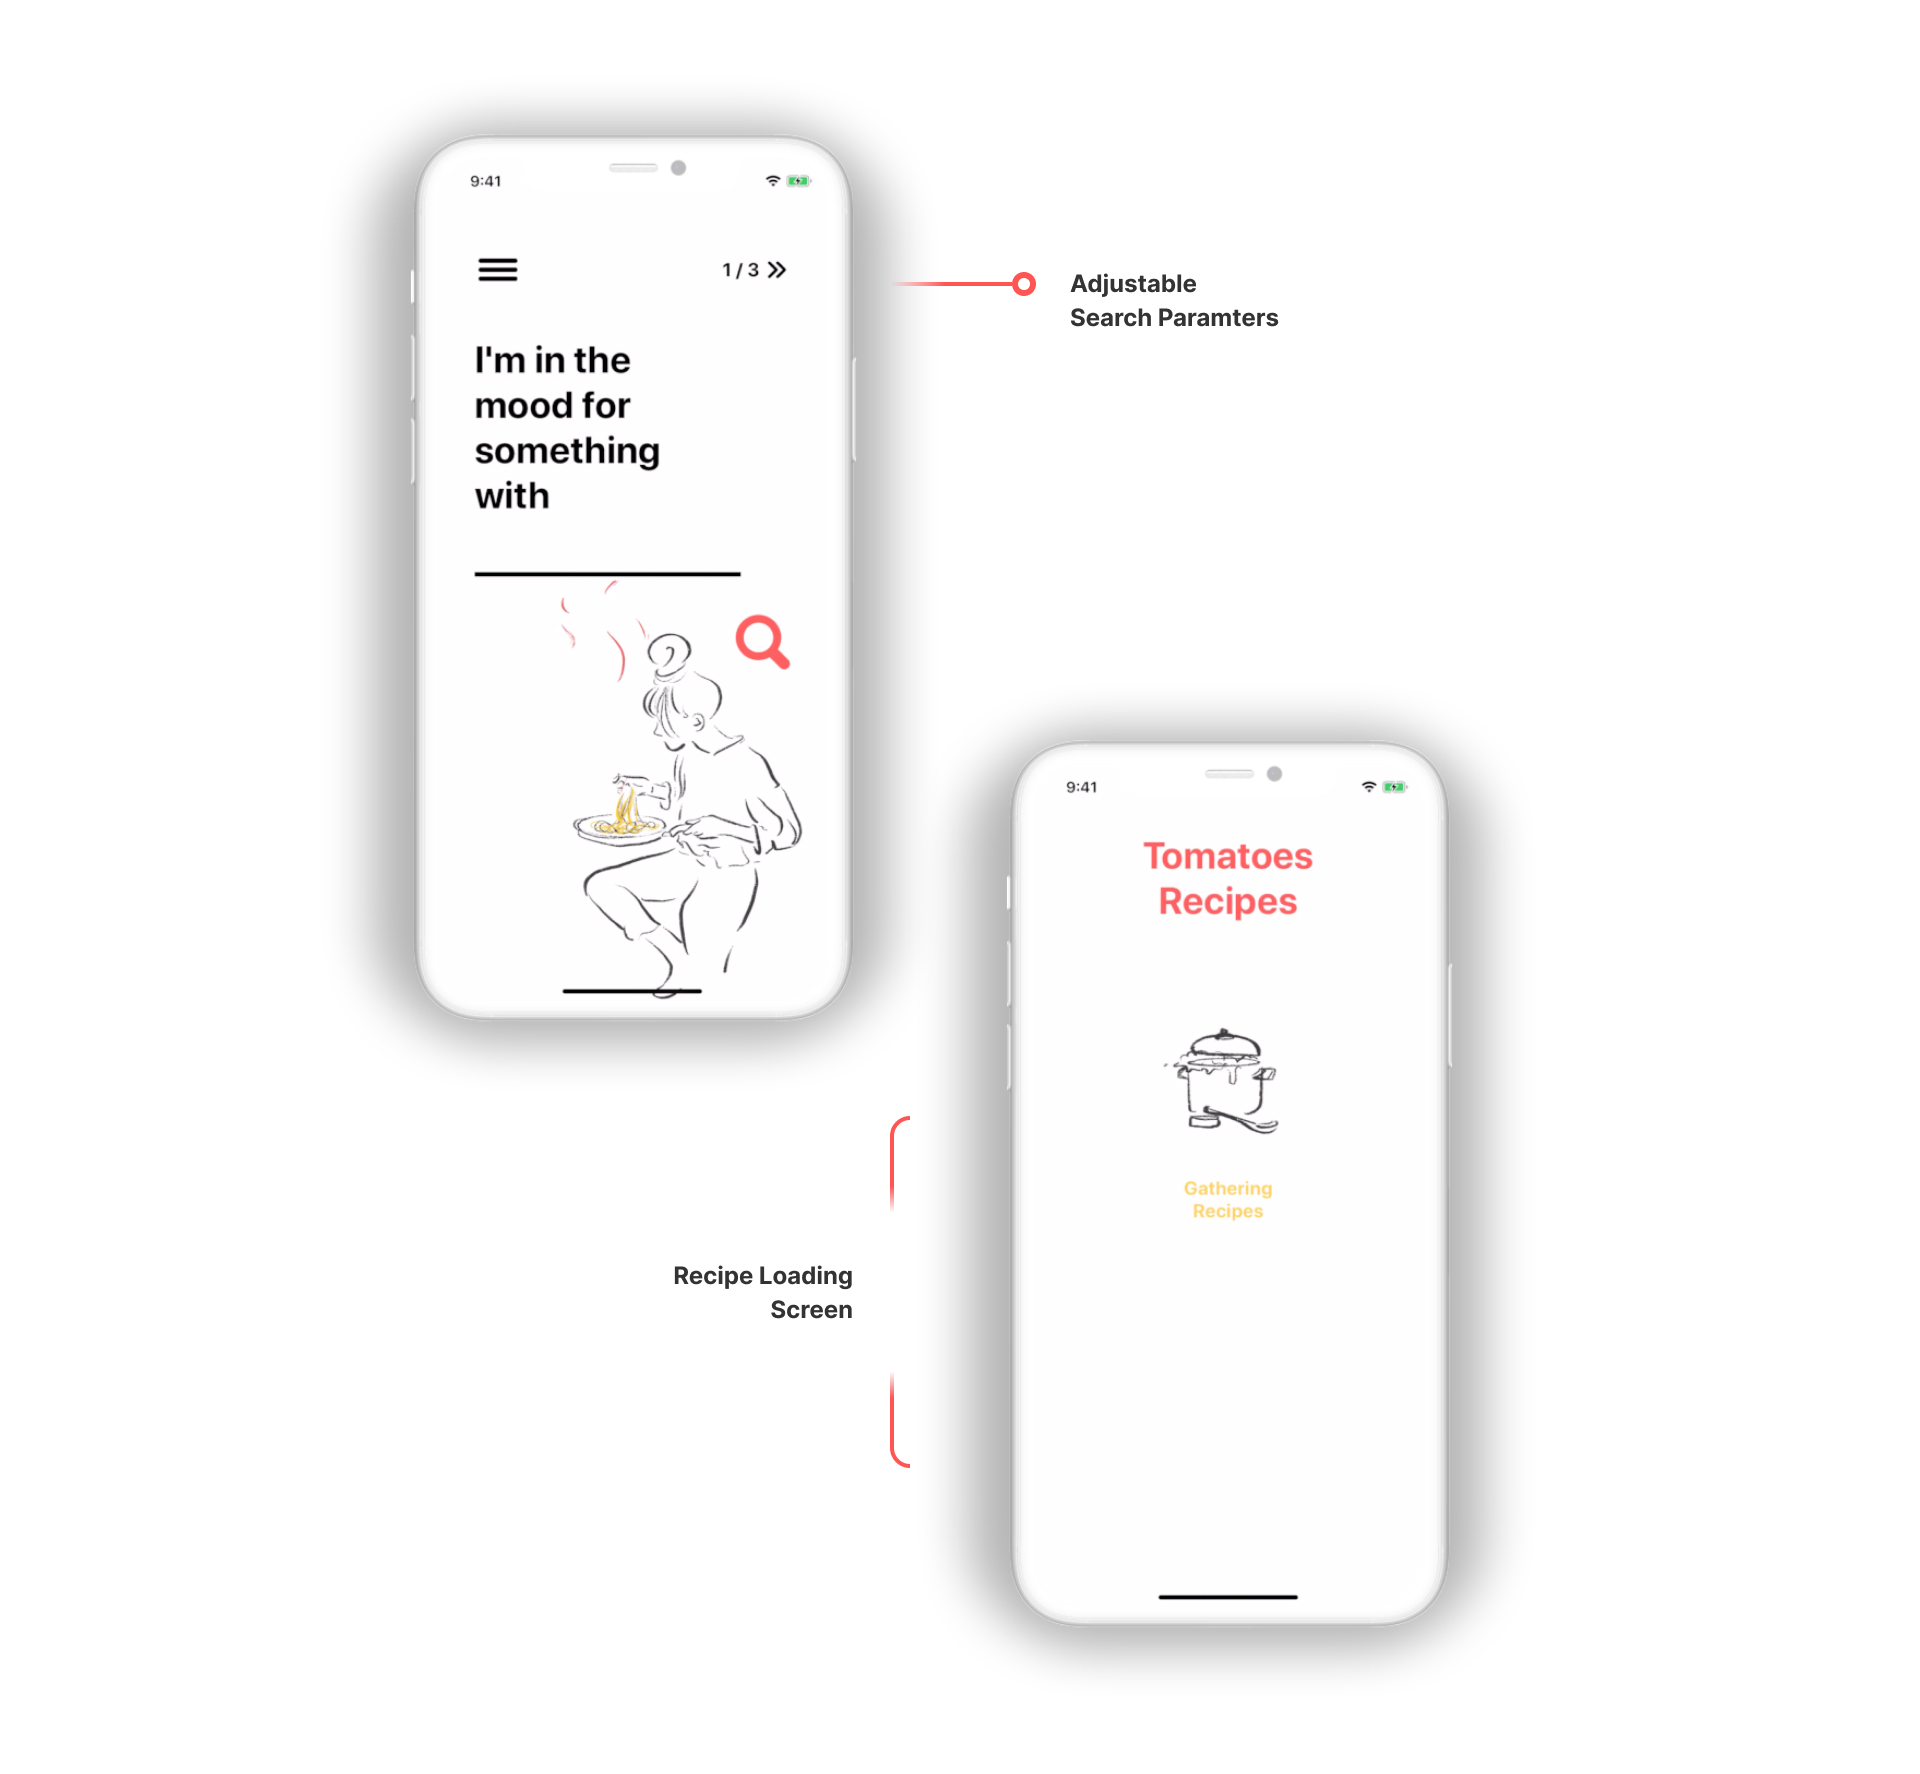 9:41
1 / 3
I'm in the
mood for
something
with
Adjustable
Search Paramters
9:41
Tomatoes
Recipes
Gathering
Recipes
Recipe Loading
Screen